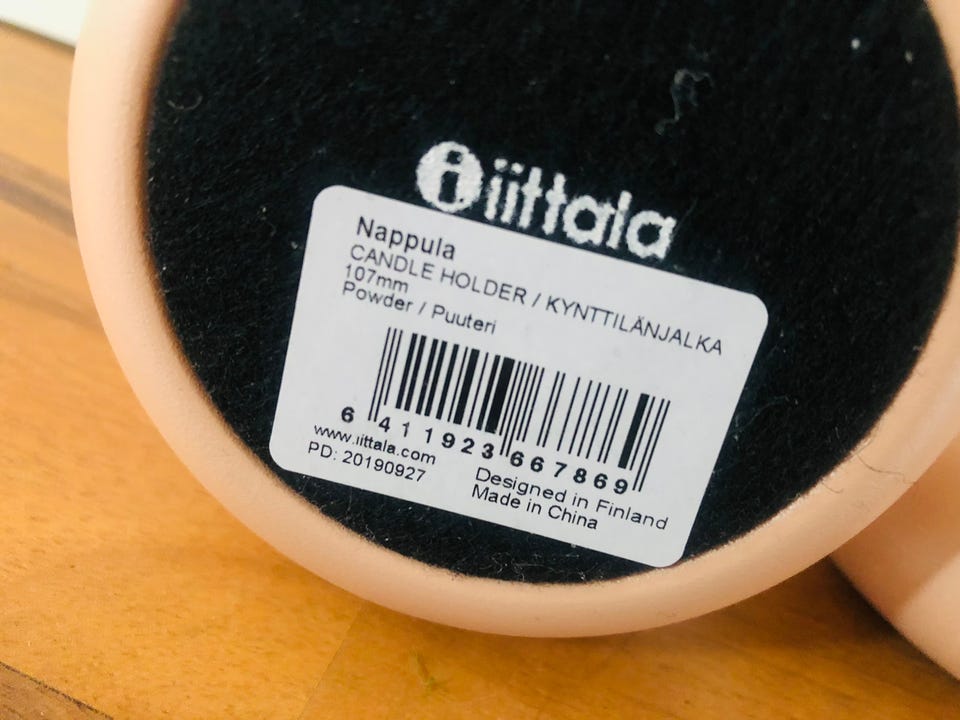 iittala
Nappula
CANDLE HOLDER / KYNTTILÄNJALKA
107mm
Powder / Puuteri
6 411923 667869
www.iittala.com
PD: 20190927
Designed in Finland
Made in China